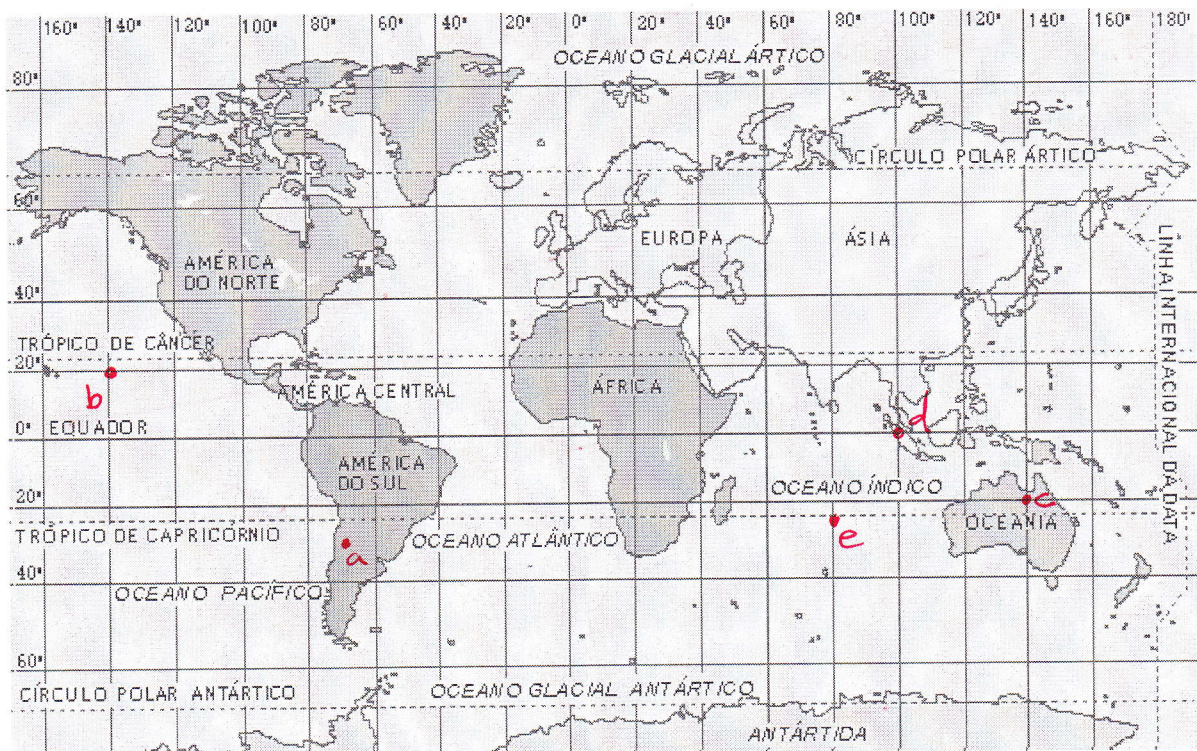 160° 140° 120° 100° 80° 60° 40° 20° 0° 20° 40° 60° 80° 100° 120° 140° 160° 180°
OCEANO GLACIAL ÁRTICO
80°
CÍRCULO POLAR ÁRTICO
60°
EUROPA
ÁSIA
AMÉRICA
DO NORTE
40°
LINHA INTERNACIONAL DA DATA
TRÓPICO DE CÂNCER
20°
b
AMÉRICA CENTRAL
ÁFRICA
d
EQUADOR
0°
AMÉRICA
DO SUL
OCEANO ÍNDICO
c
20°
OCEANIA
TRÓPICO DE CAPRICÓRNIO
OCEANO ATLÂNTICO
e
a
40°
OCEANO PACÍFICO
60°
CÍRCULO POLAR ANTÁRTICO
OCEANO GLACIAL ANTÁRTICO
ANTÁRTIDA